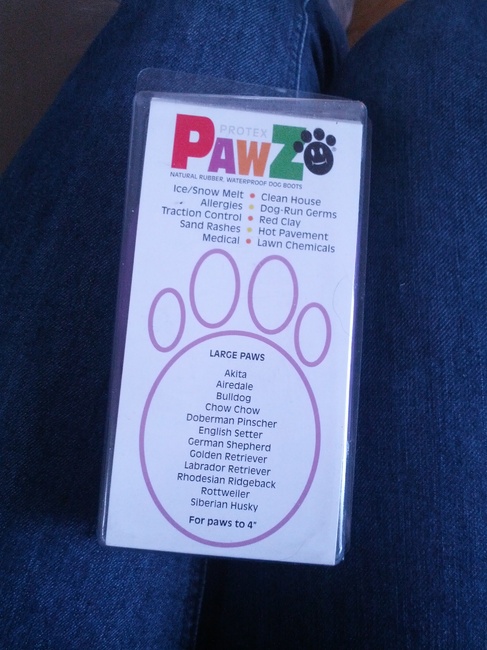 PROTEX
PAWZ
NATURAL RUBBER, WATERPROOF DOG BOOTS
Ice/Snow Melt • Clean House
Allergies • Dog-Run Germs
Traction Control • Red Clay
Sand Rashes • Hot Pavement
Medical • Lawn Chemicals
LARGE PAWS
Akita
Airedale
Bulldog
Chow Chow
Doberman Pinscher
English Setter
German Shepherd
Golden Retriever
Labrador Retriever
Rhodesian Ridgeback
Rottweiler
Siberian Husky
For paws to 4"